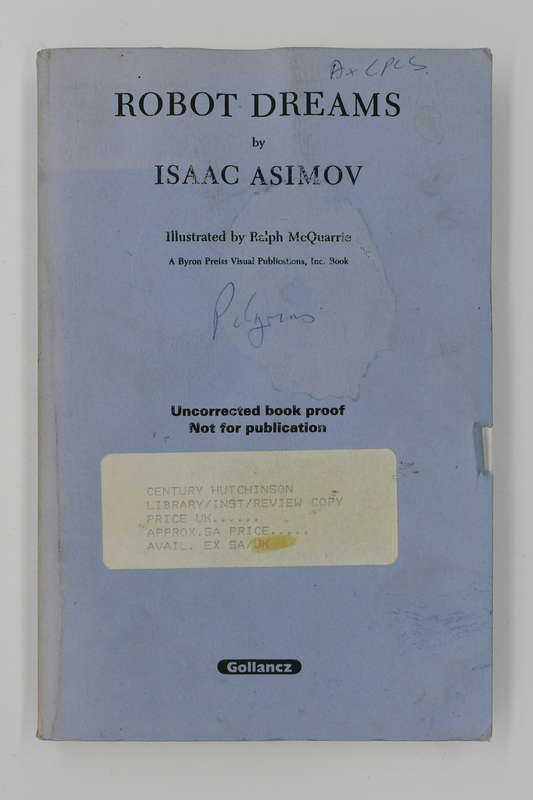 ROBOT DREAMS
by
ISAAC ASIMOV
Illustrated by Ralph McQuarrie
A Byron Preiss Visual Publications, Inc. Book
Pilgrims
Uncorrected book proof
Not for publication
CENTURY HUTCHINSON
LIBRARY/INST/REVIEW COPY
PRICE UK......
APPROX.SA PRICE.....
AVAIL. EX SA/UK
Gollancz